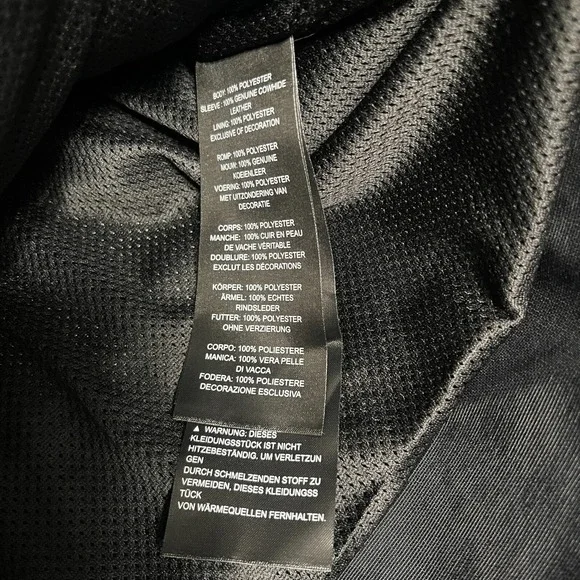 BODY: 100% POLYESTER
SLEEVE: 100% GENUINE COWHIDE
LEATHER
LINING: 100% POLYESTER
EXCLUSIVE OF DECORATION
ROMP: 100% POLYESTER
MOUW: 100% GENUINE
KOEIENLEER
VOERING: 100% POLYESTER
MET UITZONDERING VAN
DECORATIE
CORPS: 100% POLYESTER
MANCHE: 100% CUIR EN PEAU
DE VACHE VÉRITABLE
DOUBLURE: 100% POLYESTER
EXCLUT LES DÉCORATIONS
KÖRPER: 100% POLYESTER
ÄRMEL: 100% ECHTES
RINDSLEDER
FUTTER: 100% POLYESTER
OHNE VERZIERUNG
CORPO: 100% POLIESTERE
MANICA: 100% VERA PELLE
DI VACCA
FODERA: 100% POLIESTERE
DECORAZIONE ESCLUSIVA
▲ WARNUNG: DIESES
KLEIDUNGSSTÜCK IST NICHT
HITZEBESTÄNDIG. UM VERLETZUN
GEN
DURCH SCHMELZENDEN STOFF ZU
VERMEIDEN, DIESES KLEIDUNGSS
TÜCK
VON WÄRMEQUELLEN FERNHALTEN.